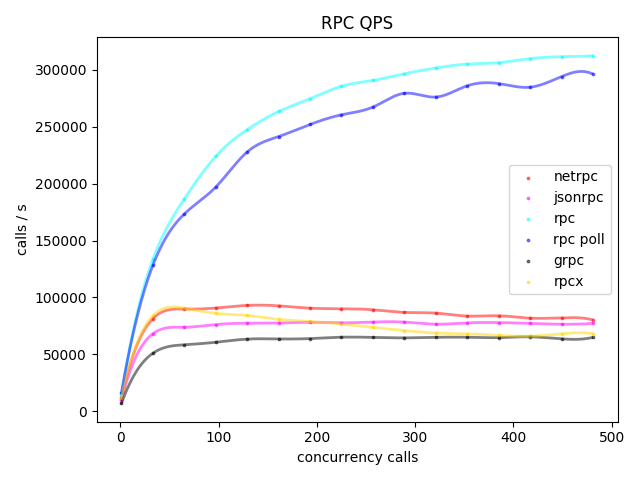 RPC QPS
calls / s
300000
250000
200000
150000
100000
50000
0
netrpc
jsonrpc
rpc
rpc poll
grpc
rpcx
0 100 200 300 400 500
concurrency calls